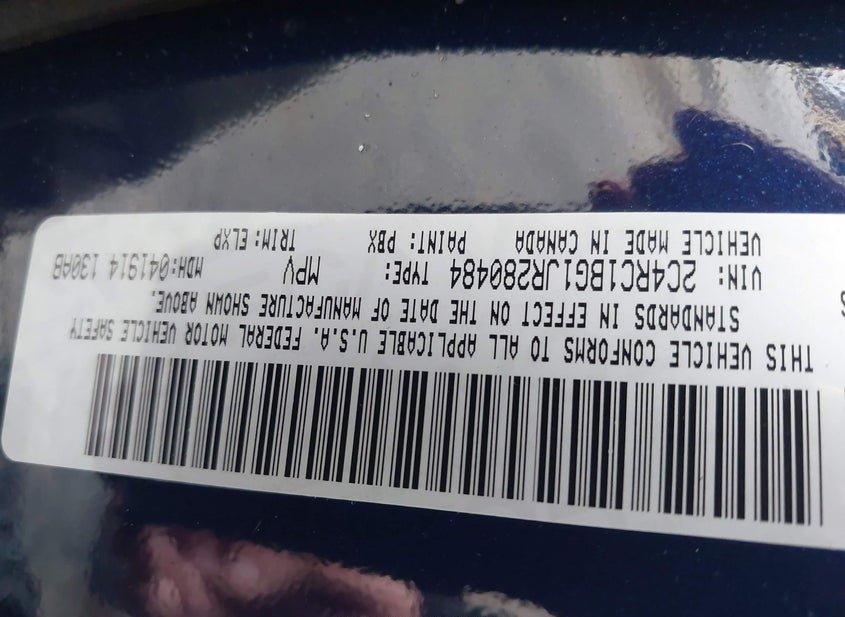 THIS VEHICLE CONFORMS TO ALL APPLICABLE U.S.A. FEDERAL MOTOR VEHICLE SAFETY
STANDARDS IN EFFECT ON THE DATE OF MANUFACTURE SHOWN ABOVE.
VIN: 2C4RC1BG1JR280484 TYPE: MPV MDH:041914 130AB
VEHICLE MADE IN CANADA PAINT: PBX TRIM: ELXP
S